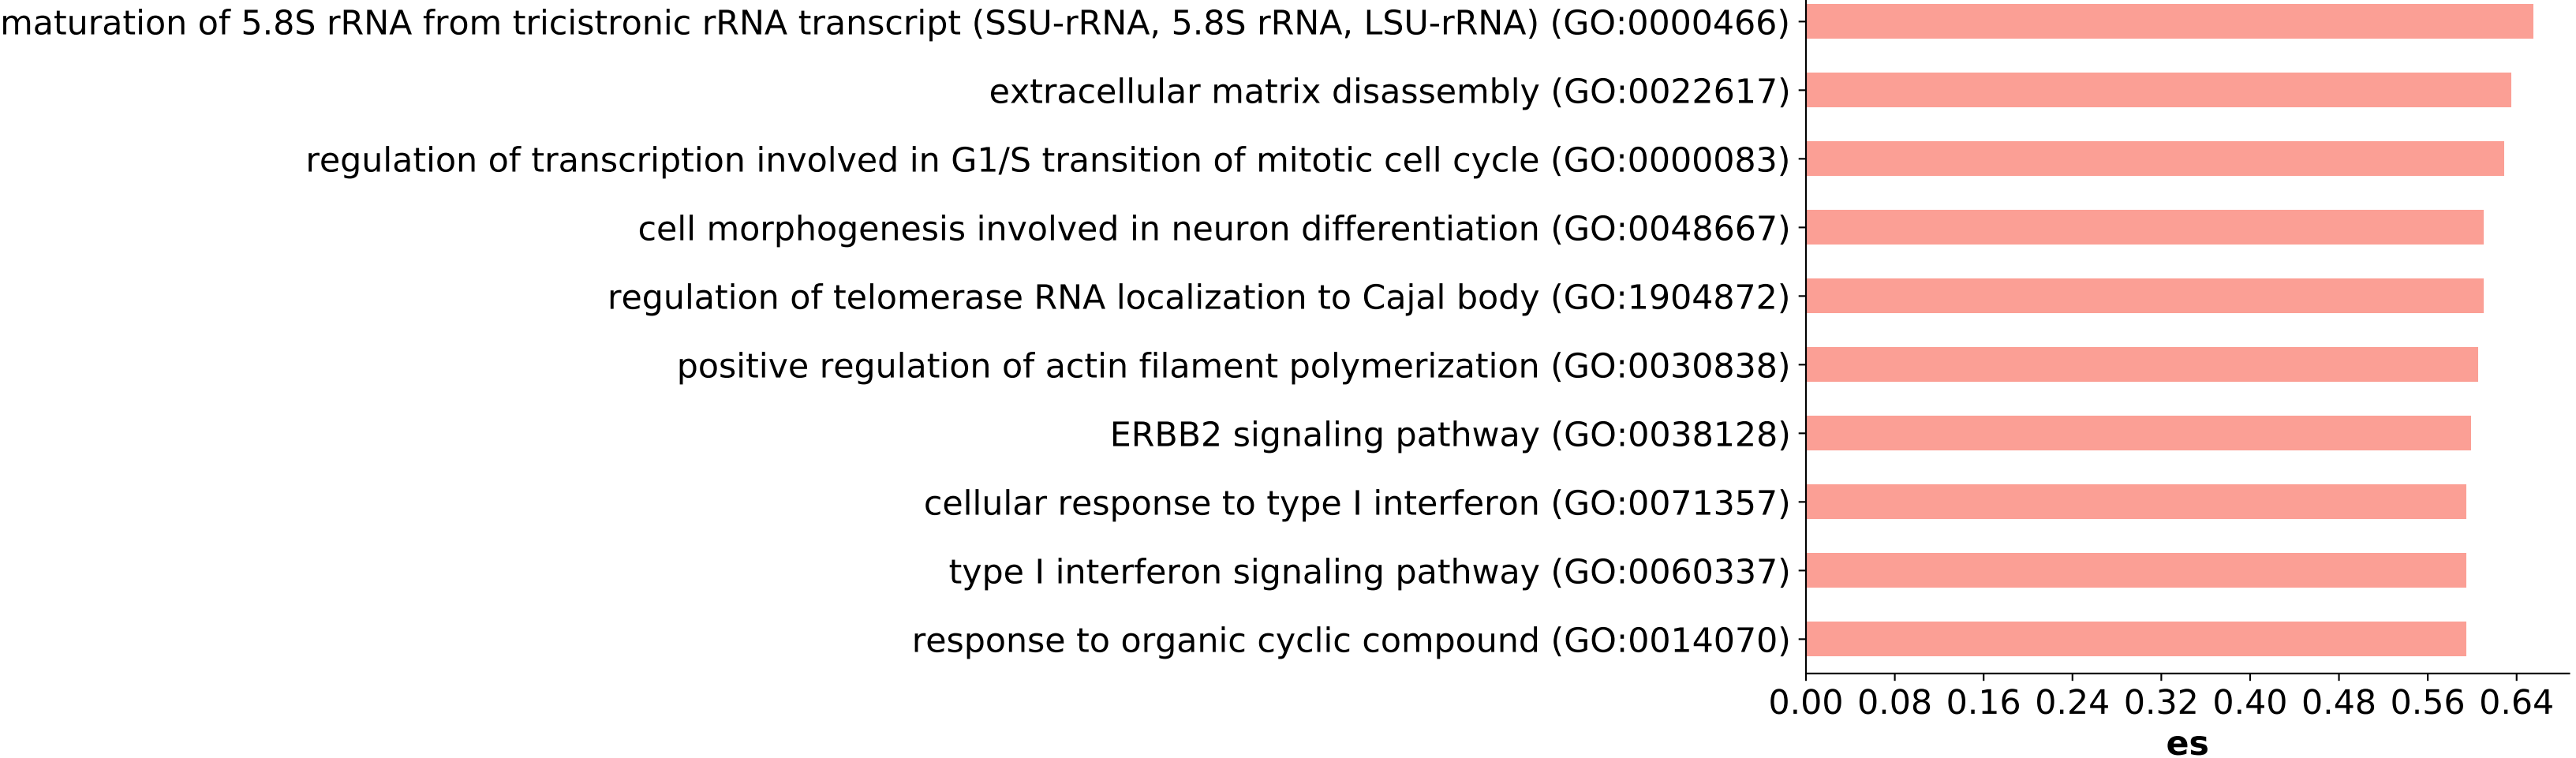 maturation of 5.8S rRNA from tricistronic rRNA transcript (SSU-rRNA, 5.8S rRNA, LSU-rRNA) (GO:0000466)
extracellular matrix disassembly (GO:0022617)
regulation of transcription involved in G1/S transition of mitotic cell cycle (GO:0000083)
cell morphogenesis involved in neuron differentiation (GO:0048667)
regulation of telomerase RNA localization to Cajal body (GO:1904872)
positive regulation of actin filament polymerization (GO:0030838)
ERBB2 signaling pathway (GO:0038128)
cellular response to type I interferon (GO:0071357)
type I interferon signaling pathway (GO:0060337)
response to organic cyclic compound (GO:0014070)
0.00 0.08 0.16 0.24 0.32 0.40 0.48 0.56 0.64
es